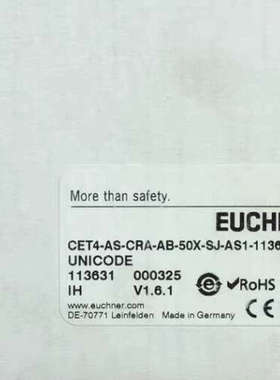 More than safety.
EUCHN
CET4-AS-CRA-AB-50X-SJ-AS1-1136
UNICODE
113631 000325
IH V1.6.1
e RoHS
www.euchner.com
DE-70771 Leinfelden Made in Germany CE